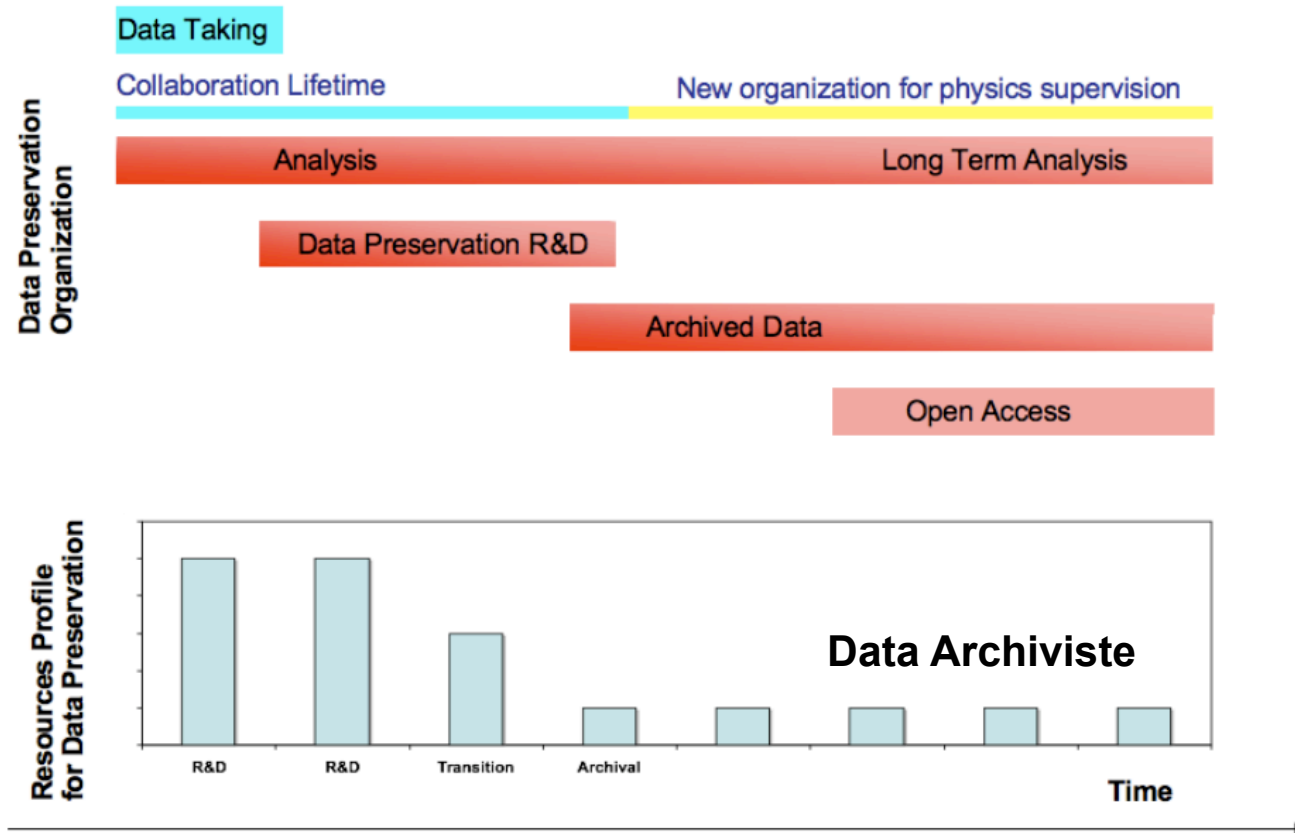 Data Taking
Collaboration Lifetime
New organization for physics supervision
Data Preservation
Organization
Analysis
Long Term Analysis
Data Preservation R&D
Archived Data
Open Access
Resources Profile
for Data Preservation
Data Archiviste
R&D
R&D
Transition
Archival
Time